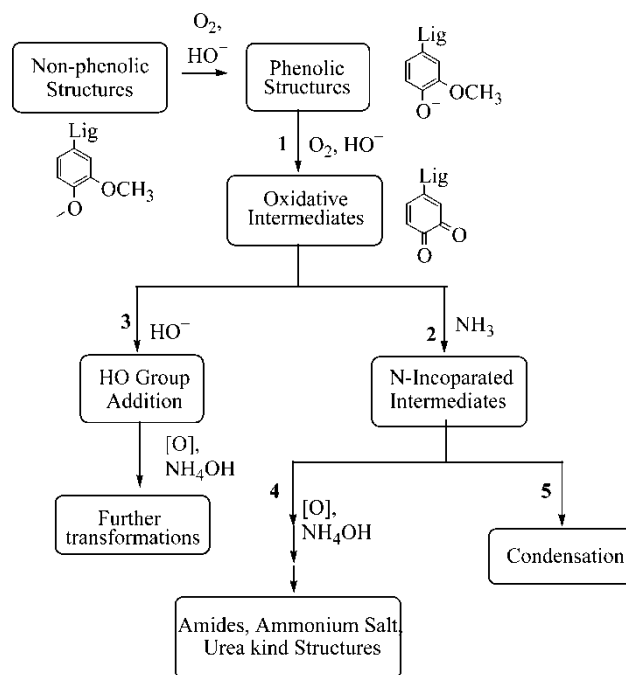 O₂,
HO⁻
Non-phenolic
Structures
Phenolic
Structures
Lig
OCH₃
O⁻
Lig
OCH₃
O
1
O₂, HO⁻
Oxidative
Intermediates
Lig
O
O
3
HO⁻
2
NH₃
HO Group
Addition
N-Incoparated
Intermediates
[O],
NH₄OH
4
[O],
NH₄OH
5
Further
transformations
Condensation
Amides, Ammonium Salt,
Urea kind Structures